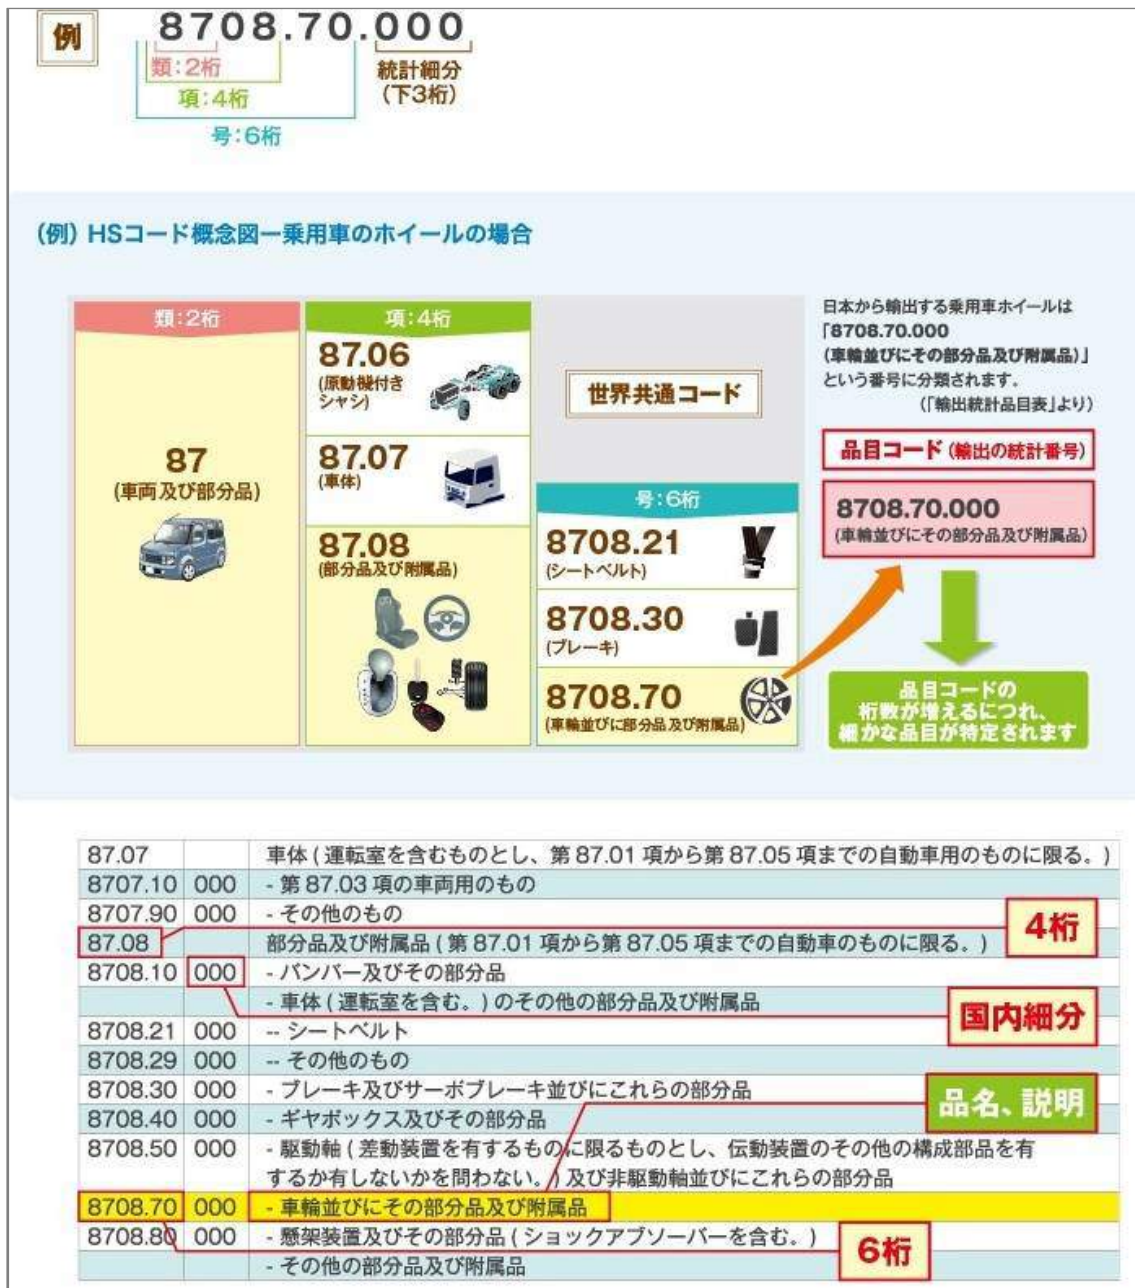 例
8708.70.000
類:2桁
項:4桁
号:6桁
統計細分
(下3桁)
(例) HSコード概念図ー乗用車のホイールの場合
類:2桁
87
(車両及び部分品)
項:4桁
87.06
(原動機付き
シャシ)
87.07
(車体)
87.08
(部分品及び附属品)
世界共通コード
号:6桁
8708.21
(シートベルト)
8708.30
(ブレーキ)
8708.70
(車輪並びに部分品及び附属品)
日本から輸出する乗用車ホイールは
「8708.70.000
(車輪並びにその部分品及び附属品)」
という番号に分類されます。
(「輸出統計品目表」より)
品目コード (輸出の統計番号)
8708.70.000
(車輪並びにその部分品及び附属品)
品目コードの
桁数が増えるにつれ、
細かな品目が特定されます
87.07 車体 ( 運転室を含むものとし、第 87.01 項から第 87.05 項までの自動車用のものに限る。)
8707.10 000 - 第 87.03 項の車両用のもの
8707.90 000 - その他のもの
4桁
87.08 部分品及び附属品 ( 第 87.01 項から第 87.05 項までの自動車のものに限る。)
8708.10 000 - バンパー及びその部分品
- 車体 ( 運転室を含む。) のその他の部分品及び附属品
国内細分
8708.21 000 -- シートベルト
8708.29 000 -- その他のもの
8708.30 000 - ブレーキ及びサーボブレーキ並びにこれらの部分品
品名、説明
8708.40 000 - ギヤボックス及びその部分品
8708.50 000 - 駆動軸 ( 差動装置を有するものに限るものとし、伝動装置のその他の構成部品を有
するか有しないかを問わない。) 及び非駆動軸並びにこれらの部分品
8708.70 000 - 車輪並びにその部分品及び附属品
8708.80 000 - 懸架装置及びその部分品 ( ショックアブソーバーを含む。)
6桁
- その他の部分品及び附属品